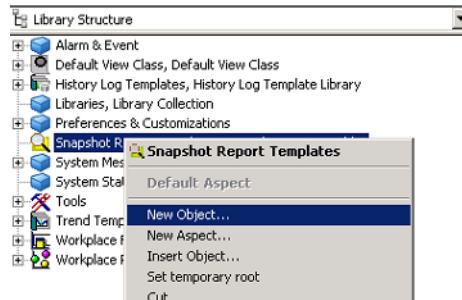 Library Structure
Alarm & Event
Default View Class, Default View Class
History Log Templates, History Log Template Library
Libraries, Library Collection
Preferences & Customizations
Snapshot R
Snapshot Report Templates
System Mes
Default Aspect
System Stat
Tools
New Object...
Trend Temp
New Aspect...
Workplace
Insert Object...
Workplace
Set temporary root
Cut